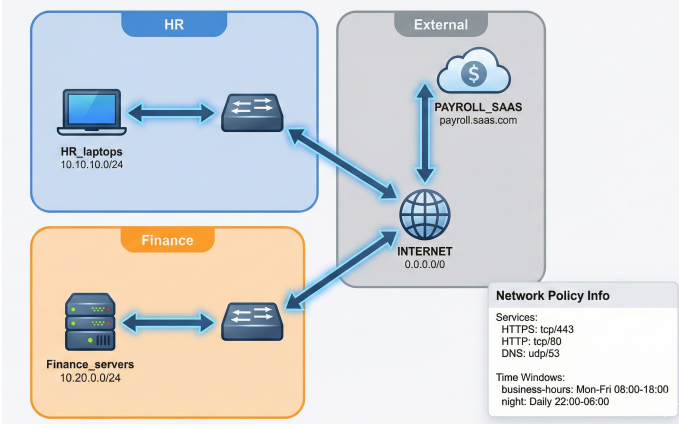 HR
HR_laptops
10.10.10.0/24
External
PAYROLL_SAAS
payroll.saas.com
INTERNET
0.0.0.0/0
Finance
Finance_servers
10.20.0.0/24
Network Policy Info
Services:
HTTPS: tcp/443
HTTP: tcp/80
DNS: udp/53
Time Windows:
business-hours: Mon-Fri 08:00-18:00
night: Daily 22:00-06:00